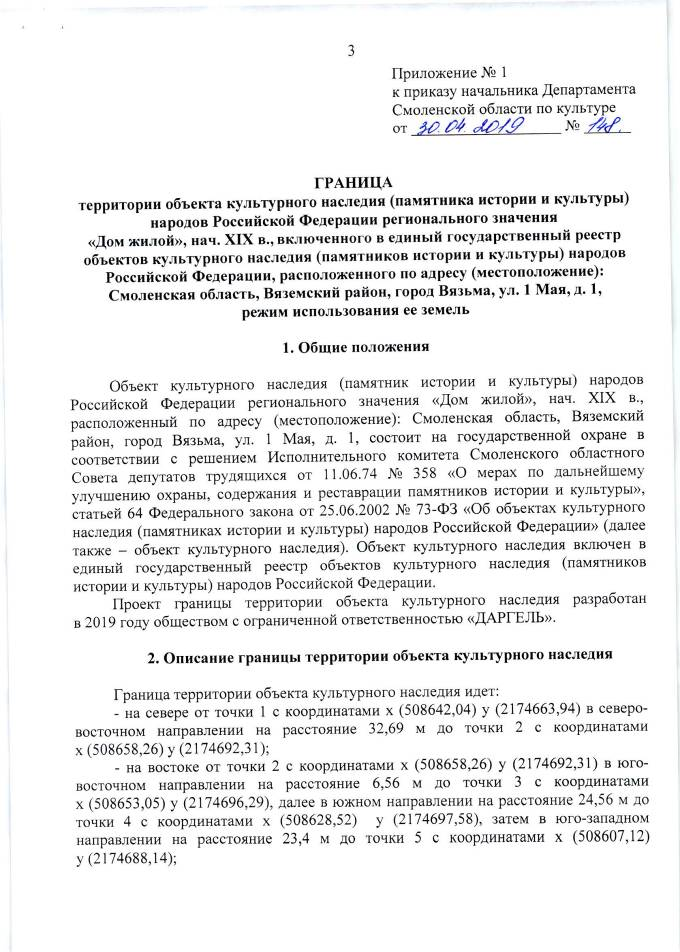 3
Приложение № 1
к приказу начальника Департамента
Смоленской области по культуре
от 30.04.2019 № 148.
ГРАНИЦА
территории объекта культурного наследия (памятника истории и культуры)
народов Российской Федерации регионального значения
«Дом жилой», нач. XIX в., включенного в единый государственный реестр
объектов культурного наследия (памятников истории и культуры) народов
Российской Федерации, расположенного по адресу (местоположение):
Смоленская область, Вяземский район, город Вязьма, ул. 1 Мая, д. 1,
режим использования ее земель
1. Общие положения
Объект культурного наследия (памятник истории и культуры) народов
Российской Федерации регионального значения «Дом жилой», нач. XIX в.,
расположенный по адресу (местоположение): Смоленская область, Вяземский
район, город Вязьма, ул. 1 Мая, д. 1, состоит на государственной охране в
соответствии с решением Исполнительного комитета Смоленского областного
Совета депутатов трудящихся от 11.06.74 № 358 «О мерах по дальнейшему
улучшению охраны, содержания и реставрации памятников истории и культуры»,
статьей 64 Федерального закона от 25.06.2002 № 73-ФЗ «Об объектах культурного
наследия (памятниках истории и культуры) народов Российской Федерации» (далее
также – объект культурного наследия). Объект культурного наследия включен в
единый государственный реестр объектов культурного наследия (памятников
истории и культуры) народов Российской Федерации.
Проект границы территории объекта культурного наследия разработан
в 2019 году обществом с ограниченной ответственностью «ДАРГЕЛЬ».
2. Описание границы территории объекта культурного наследия
Граница территории объекта культурного наследия идет:
- на севере от точки 1 с координатами х (508642,04) у (2174663,94) в северо-
восточном направлении на расстояние 32,69 м до точки 2 с координатами
х (508658,26) у (2174692,31);
- на востоке от точки 2 с координатами х (508658,26) у (2174692,31) в юго-
восточном направлении на расстояние 6,56 м до точки 3 с координатами
х (508653,05) у (2174696,29), далее в южном направлении на расстояние 24,56 м до
точки 4 с координатами х (508628,52) у (2174697,58), затем в юго-западном
направлении на расстояние 23,4 м до точки 5 с координатами х (508607,12)
у (2174688,14);